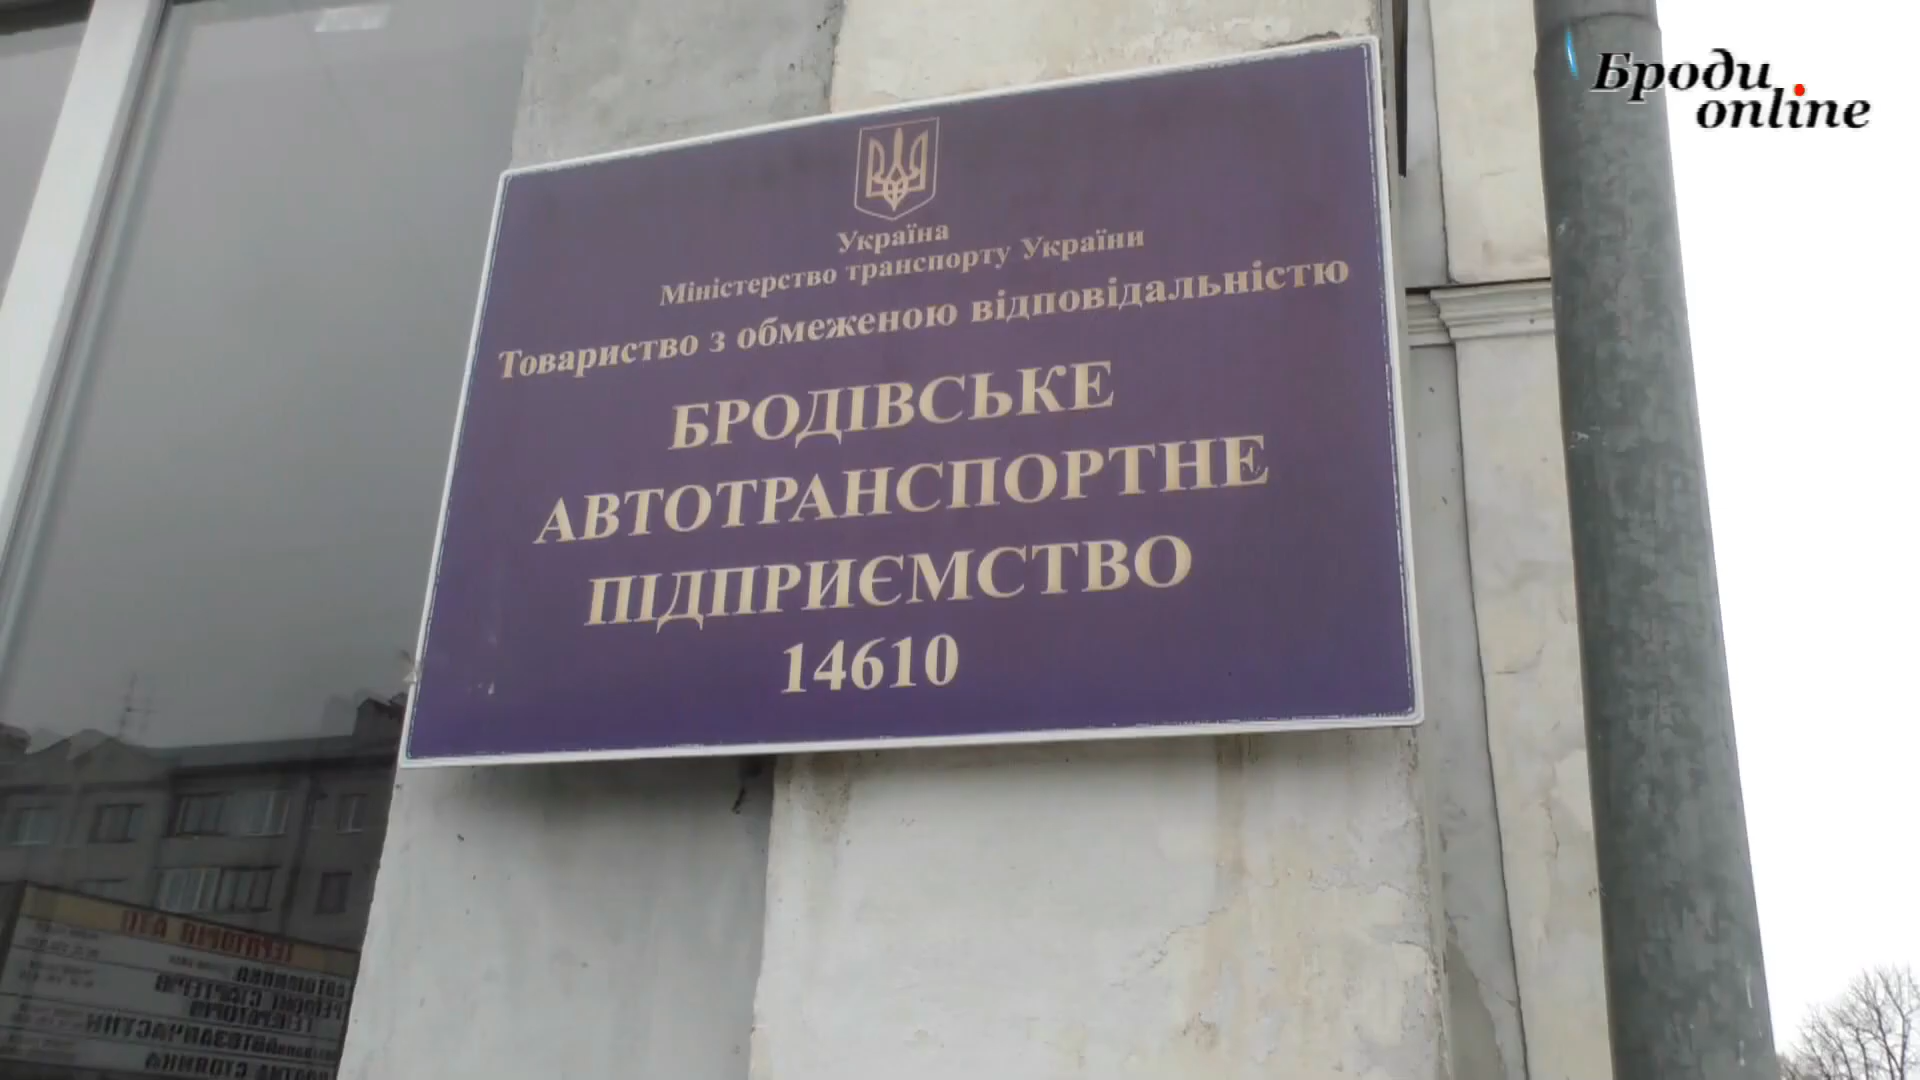 Броди
online
Україна
Міністерство транспорту України
Товариство з обмеженою відповідальністю
БРОДІВСЬКЕ
АВТОТРАНСПОРТНЕ
ПІДПРИЄМСТВО
14610